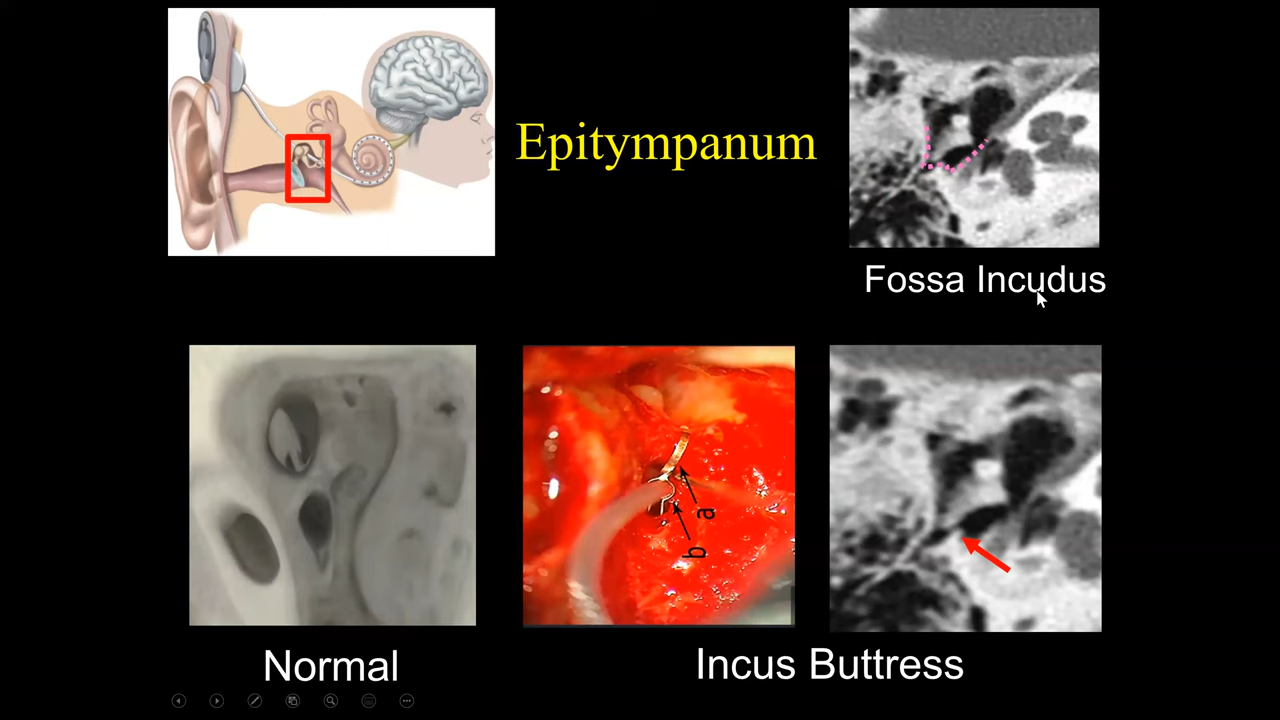 Epitympanum
Fossa Incudus
a
b
Normal
Incus Buttress